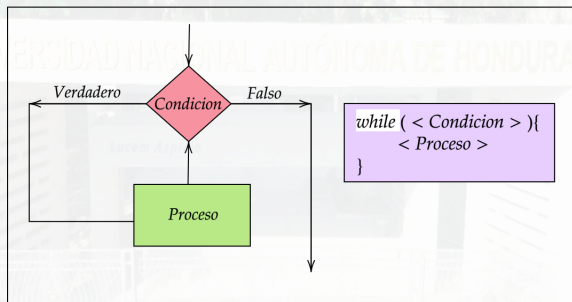 ERSIDAD NACIONAL AUTÓNOMA DE HONDURA
Verdadero
Condicion
Falso
while ( < Condicion > ){
< Proceso >
}
Proceso